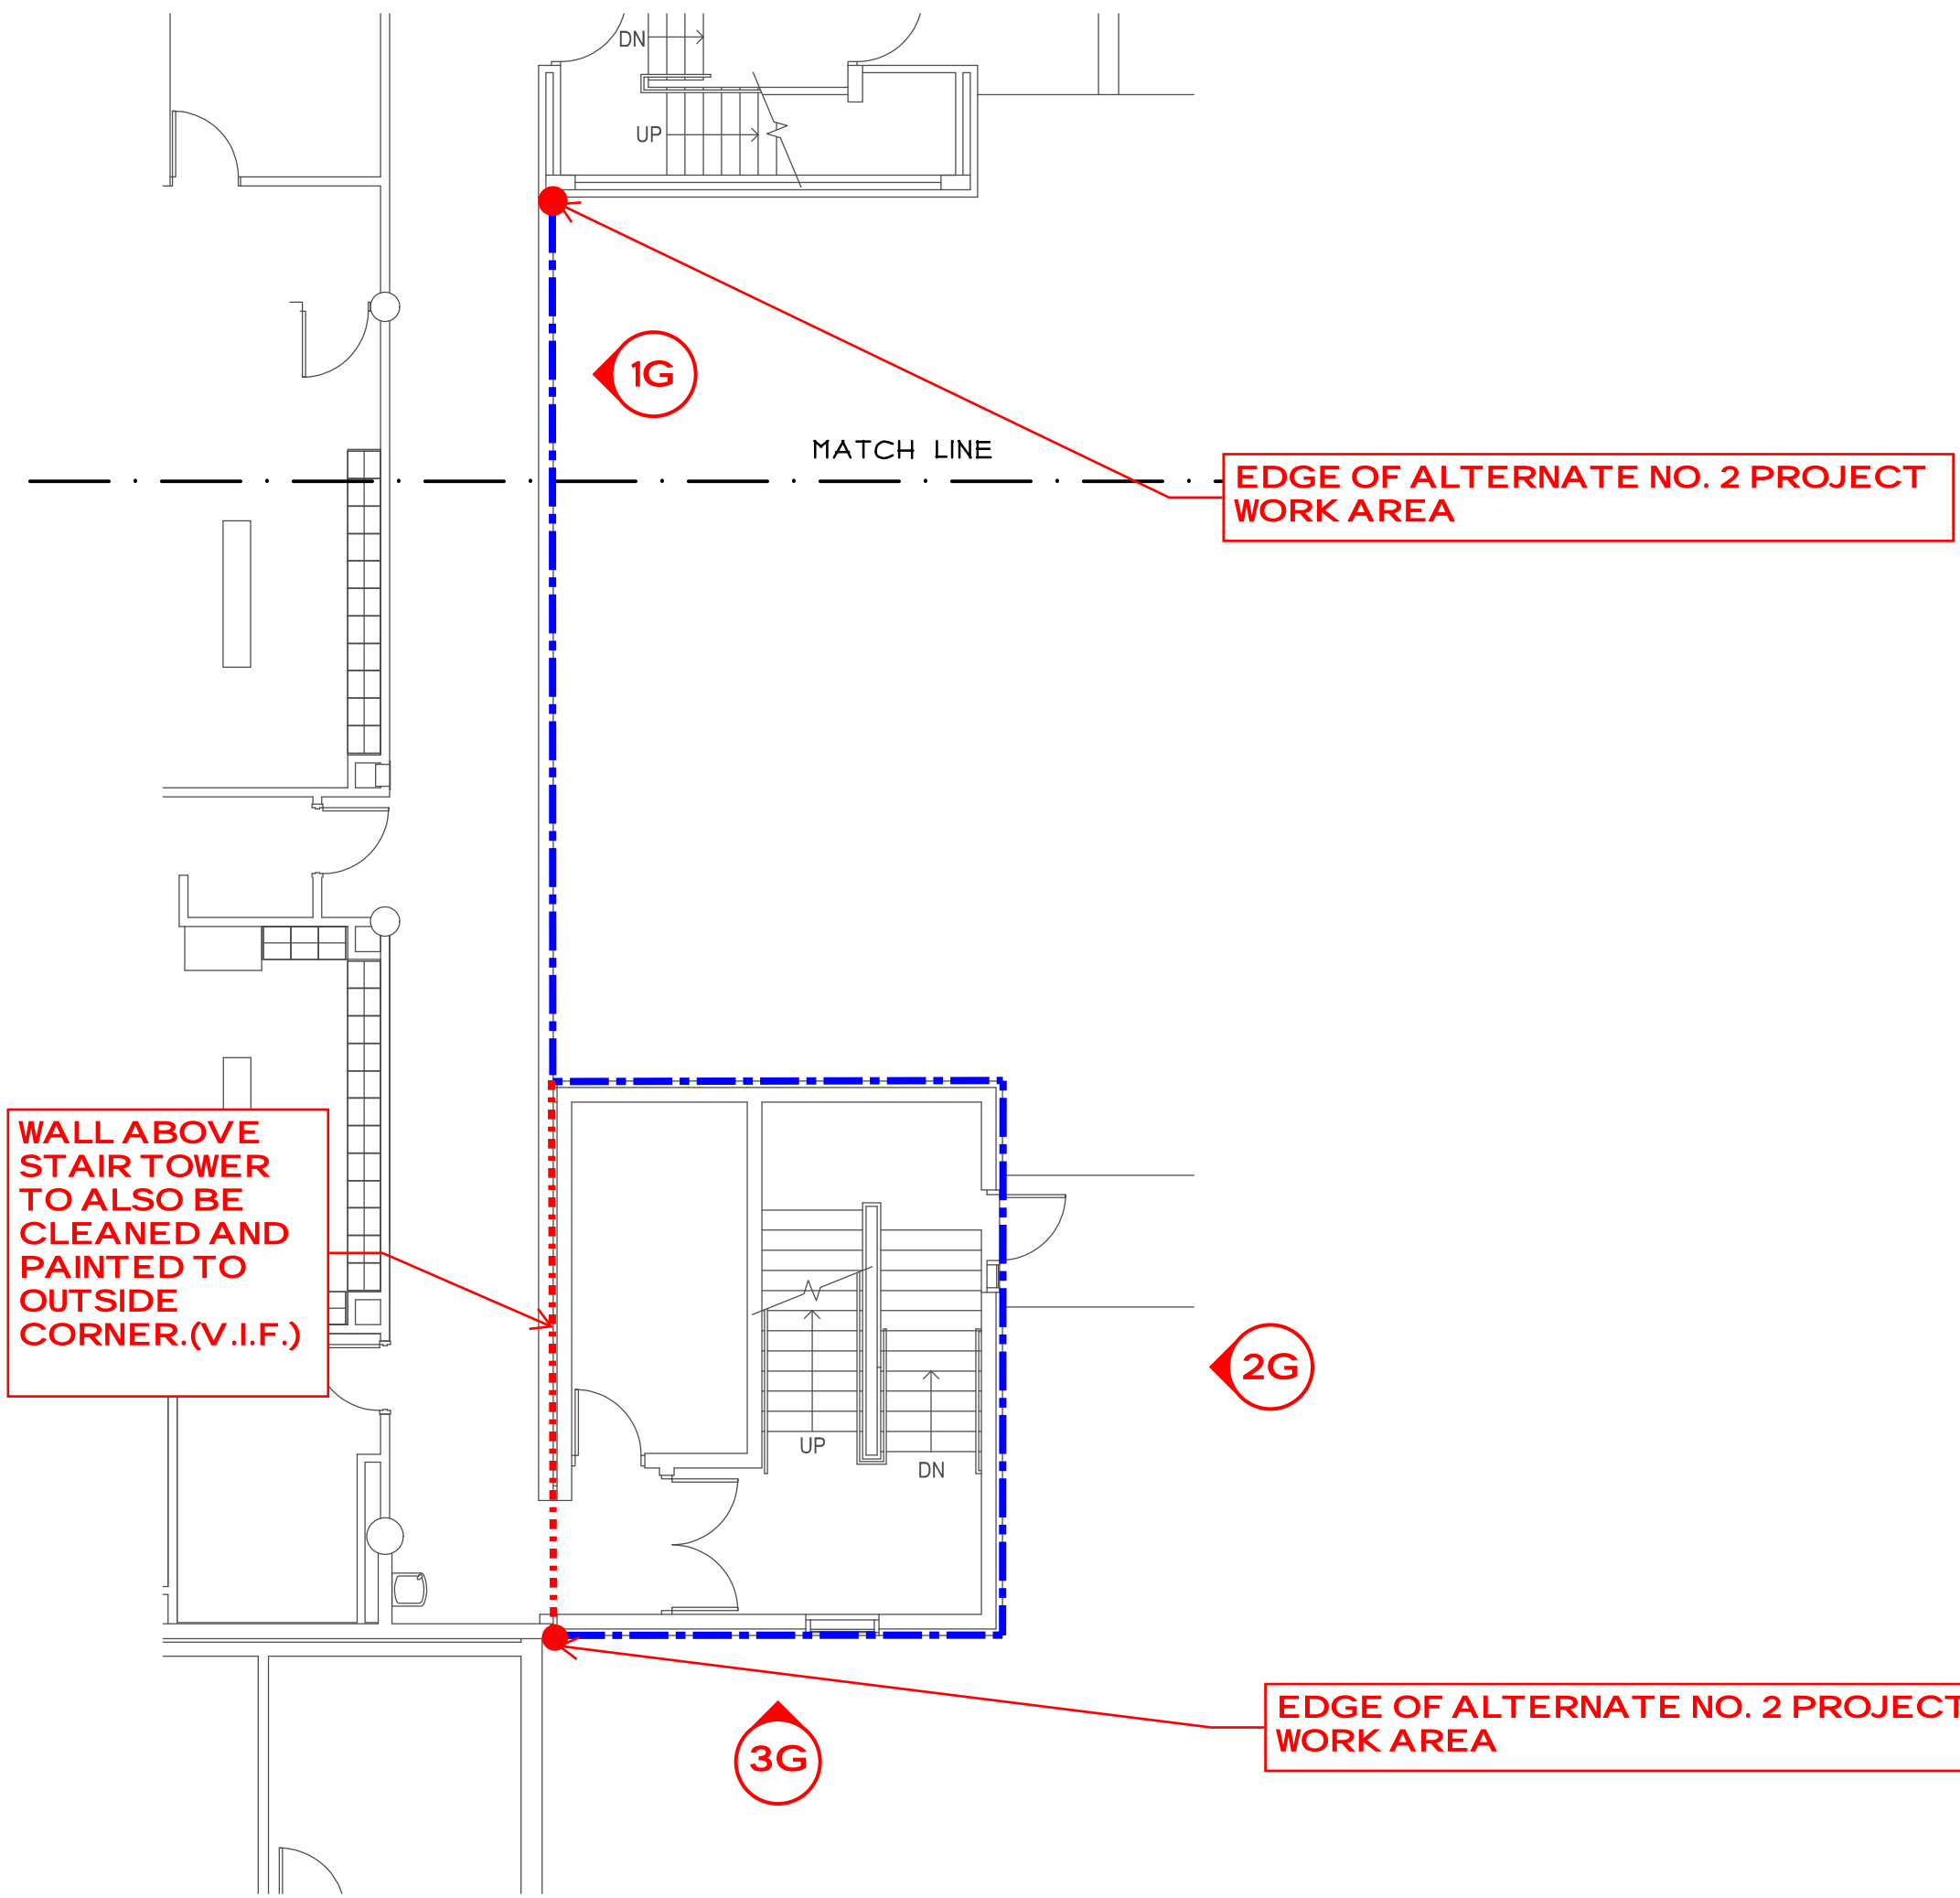 DN
UP
1G
MATCH LINE
EDGE OF ALTERNATE NO. 2 PROJECT
WORK AREA
WALL ABOVE
STAIR TOWER
TO ALSO BE
CLEANED AND
PAINTED TO
OUTSIDE
CORNER.(V.I.F.)
2G
UP
DN
EDGE OF ALTERNATE NO. 2 PROJECT
WORK AREA
3G